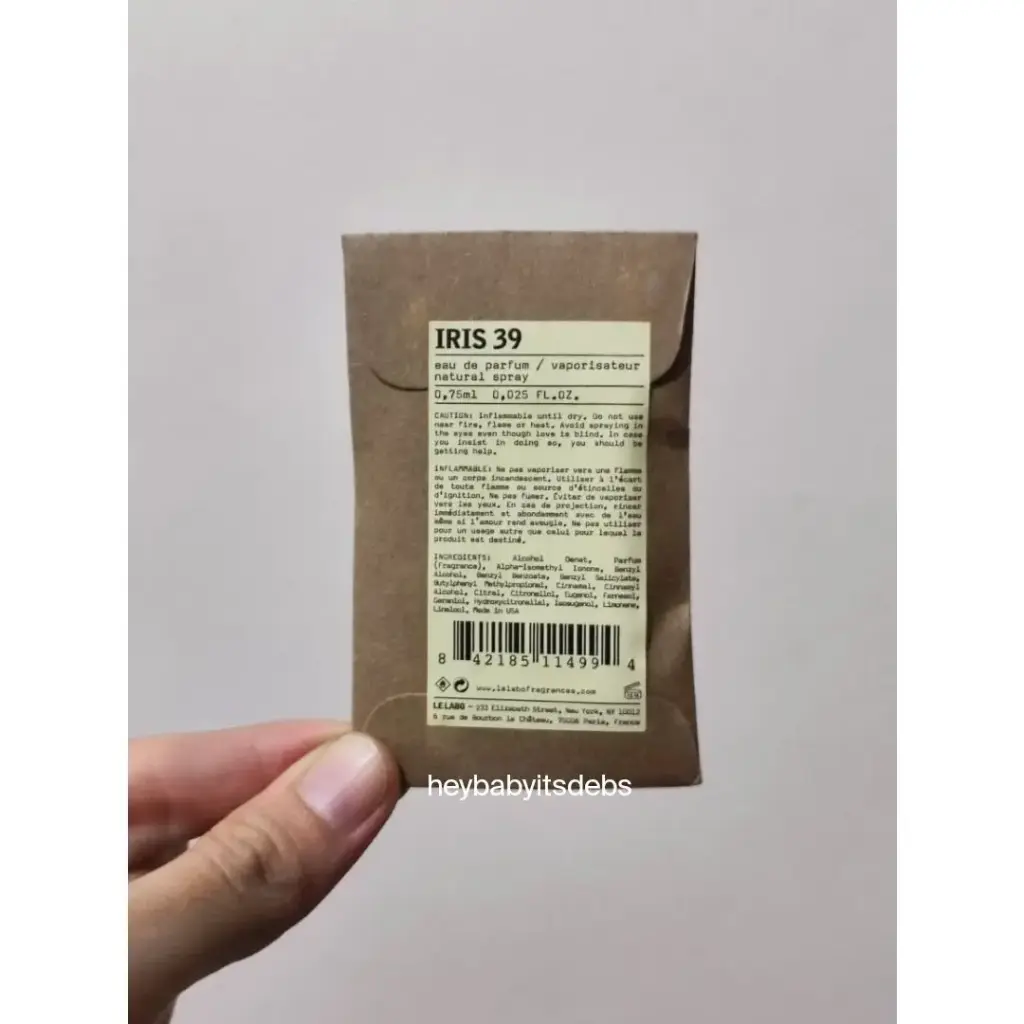 IRIS 39
eau de parfum / vaporisateur
natural spray
0,75ml 0,025 FL.OZ.
CAUTION: Inflammable until dry. Do not use
near fire, flame or heat. Avoid spraying in
the eyes even though love is blind. In case
you insist in doing so, you should be
getting help.
INFLAMMABLE: Ne pas vaporiser vers une flamme
ou un corps incandescent. Utiliser à l'écart
de toute flamme ou source d'étincelles ou
d'ignition. Ne pas fumer. Éviter de vaporiser
vers les yeux. En cas de projection, rincer
immédiatement et abondamment avec de l'eau
même si l'amour rend aveugle. Ne pas utiliser
pour un usage autre que celui pour lequel le
produit est destiné.
INGREDIENTS: Alcohol Denat, Parfum
(fragrance), Alpha-isomethyl Ionone, Benzyl
Alcohol, Benzyl Benzoate, Benzyl Salicylate,
Butylphenyl Methylpropional, Cinnamal, Cinnamyl
Alcohol, Citral, Citronellol, Eugenol, Farnesol,
Geraniol, Hydroxycitronellal, Isoeugenol, Limonene,
Linalool, Made in USA
8 42185 11499 4
www.lelabofragrances.com
LE LABO - 233 Elizabeth Street, New York, NY 10012
6 rue de Bourbon le Château, 75006 Paris, France
heybabyitsdebs